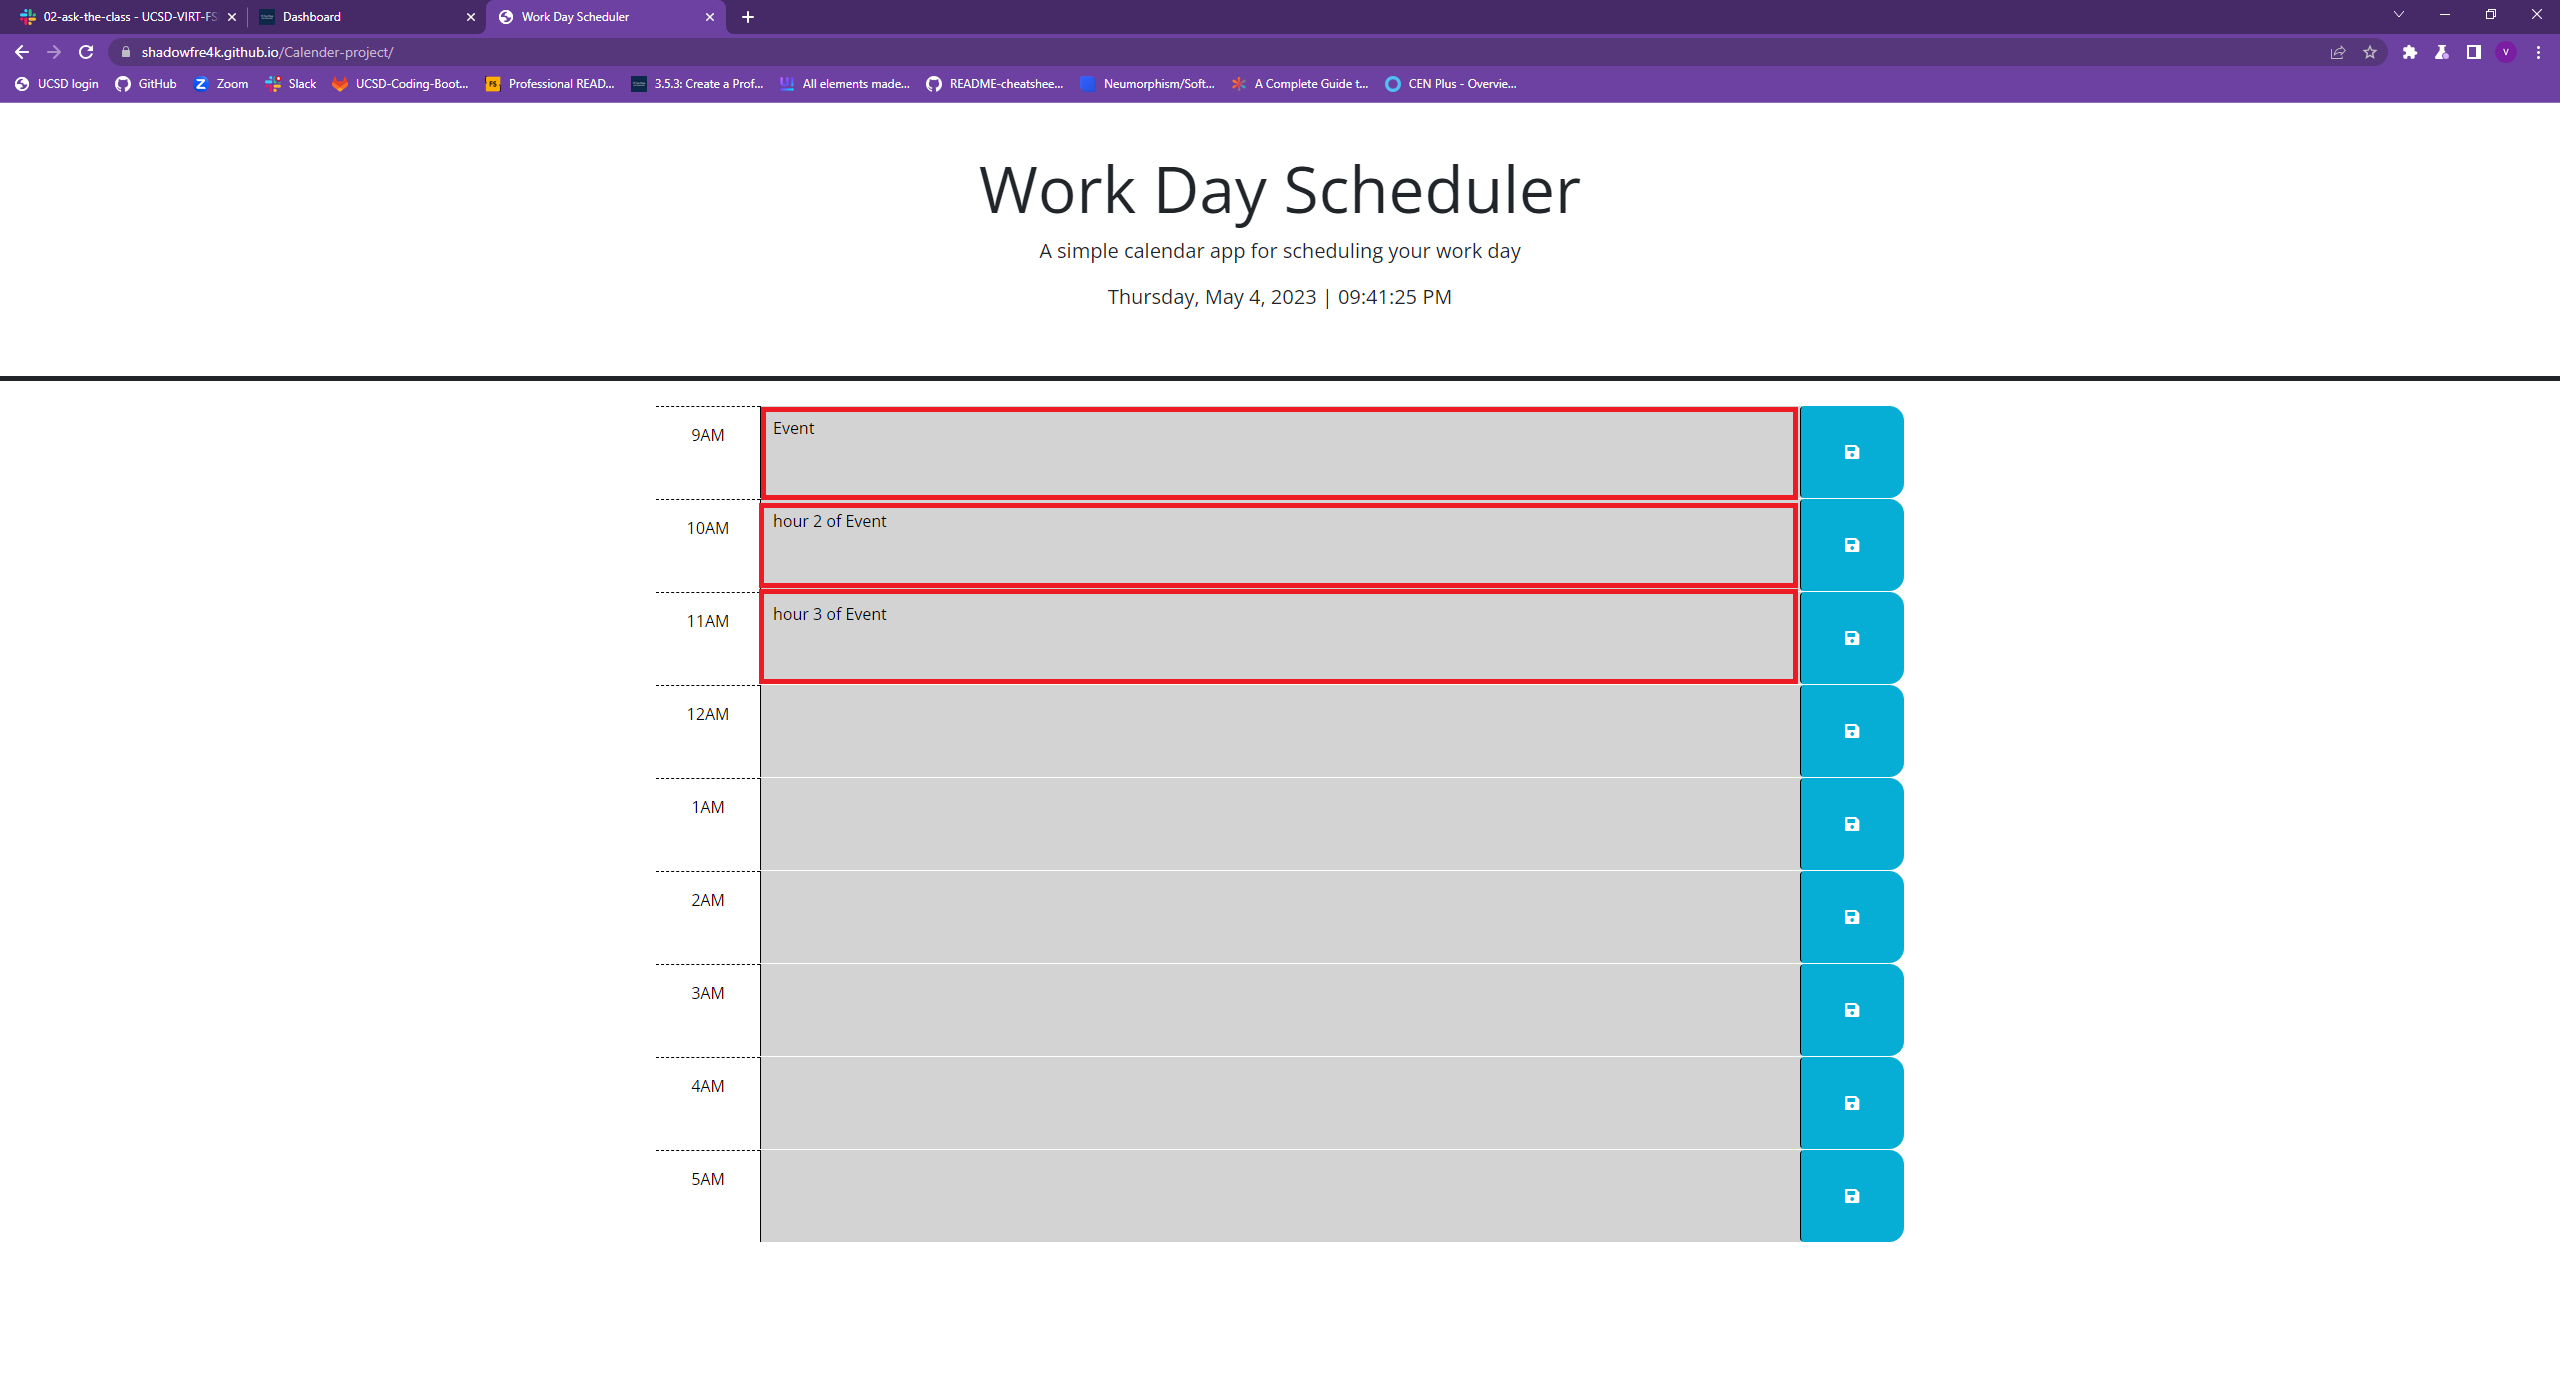 02-ask-the-class - UCSD-VIRT-FS
Dashboard
Work Day Scheduler
shadowfre4k.github.io/Calender-project/
V
UCSD login
GitHub
Zoom
Slack
UCSD-Coding-Boot...
Professional READ...
3.5.3: Create a Prof...
All elements made...
README-cheatshee...
Neumorphism/Soft...
A Complete Guide t...
CEN Plus - Overvie...
Work Day Scheduler
A simple calendar app for scheduling your work day
Thursday, May 4, 2023 | 09:41:25 PM
9AM
Event
10AM
hour 2 of Event
11AM
hour 3 of Event
12AM
1AM
2AM
3AM
4AM
5AM